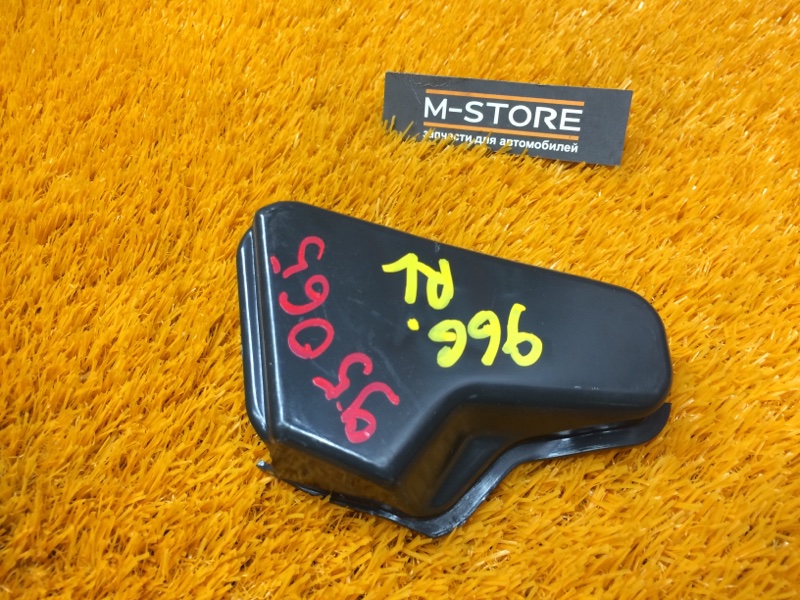 M-STORE
запчасти для автомобилей
95065
966.
RL